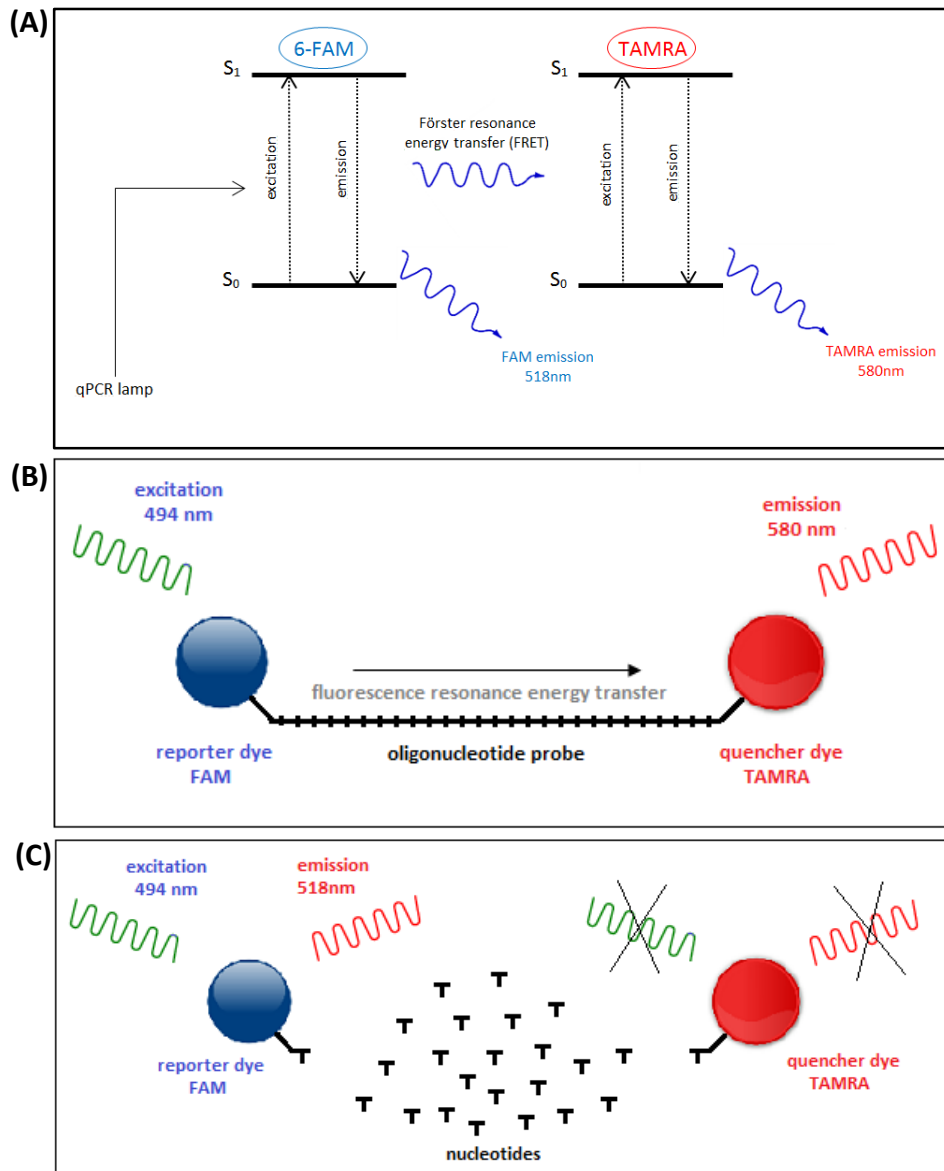 (A)
6-FAM
TAMRA
S1
S1
Förster resonance
energy transfer (FRET)
excitation
emission
excitation
emission
S0
S0
FAM emission
518nm
TAMRA emission
580nm
qPCR lamp
(B)
excitation
494 nm
emission
580 nm
fluorescence resonance energy transfer
reporter dye
FAM
oligonucleotide probe
quencher dye
TAMRA
(C)
excitation
494 nm
emission
518nm
reporter dye
FAM
quencher dye
TAMRA
nucleotides